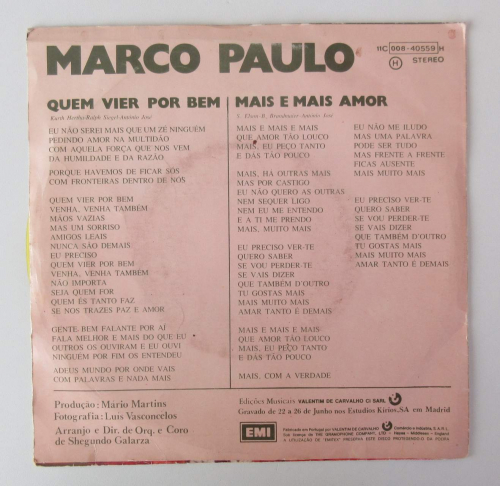 MARCO PAULO
11C 008-40559 H
H STEREO
QUEM VIER POR BEM
EU NÃO SEREI MAIS QUE UM ZÉ NINGUÉM
PEDINDO AMOR NA MULTIDÃO
COM AQUELA FORÇA QUE NOS VEM
DA HUMILDADE E DA RAZÃO
PORQUE HAVEMOS DE FICAR SÓS
COM FRONTEIRAS DENTRO DE NÓS
QUEM VIER POR BEM
VENHA, VENHA TAMBÉM
MÃOS VAZIAS
MAS UM SORRISO
AMIGOS LEAIS
NUNCA SÃO DEMAIS
EU PRECISO
QUEM VIER POR BEM
VENHA, VENHA TAMBÉM
NÃO IMPORTA
SEJA QUEM FOR
QUEM ÉS TANTO FAZ
SE NOS TRAZES PAZ E AMOR
GENTE BEM FALANTE POR AÍ
FALA MELHOR E MAIS DO QUE EU
OUTROS OS OUVIRAM E EU OUVI
NINGUÉM POR FIM OS ENTENDEU
ADEUS MUNDO POR ONDE VAIS
COM PALAVRAS E NADA MAIS
MAIS E MAIS AMOR
MAIS E MAIS E MAIS
QUE AMOR TÃO LOUCO
MAIS, EU PEÇO TANTO
E DÁS TÃO POUCO
MAIS, HÁ OUTRAS MAIS
MAS POR CASTIGO
EU NÃO QUERO AS OUTRAS
NEM SEQUER LIGO
NEM EU ME ENTENDO
E A TI ME PRENDO
MAIS, MUITO MAIS
EU PRECISO VER-TE
QUERO SABER
SE VOU PERDER-TE
SE VAIS DIZER
QUE TAMBÉM D'OUTRO
TU GOSTAS MAIS
MAIS MUITO MAIS
AMAR TANTO É DEMAIS
MAIS E MAIS E MAIS
QUE AMOR TÃO LOUCO
MAIS, EU PEÇO TANTO
E DÁS TÃO POUCO
MAIS, COM A VERDADE
EU NÃO ME ILUDO
MAS UMA PALAVRA
PODE SER TUDO
MAS FRENTE A FRENTE
FICAS AUSENTE
MAIS MUITO MAIS
EU PRECISO VER-TE
QUERO SABER
SE VOU PERDER-TE
SE VAIS DIZER
QUE TAMBÉM D'OUTRO
TU GOSTAS MAIS
MAIS MUITO MAIS
AMAR TANTO É DEMAIS
Produção: Mário Martins
Fotografia: Luís Vasconcelos
Arranjo e Dir. de Orq. e Coro
de Shegundo Galarza
Edições Musicais VALENTIM DE CARVALHO CI SARL
Gravado de 22 a 26 de Junho nos Estúdios Kirios, SA em Madrid
EMI